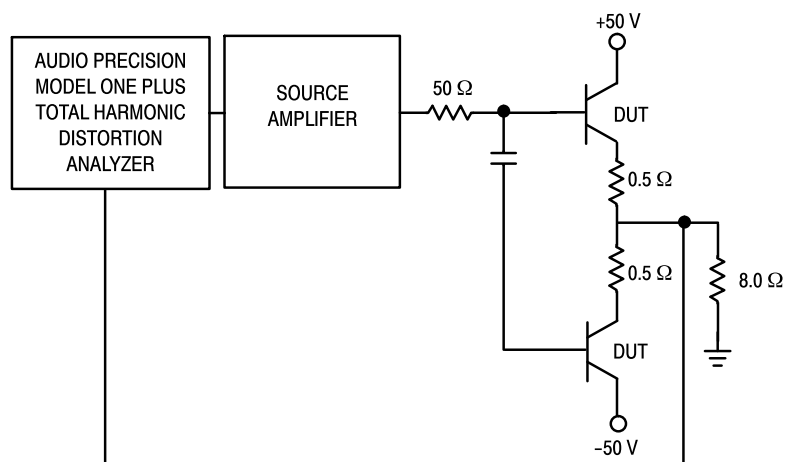 AUDIO PRECISION
MODEL ONE PLUS
TOTAL HARMONIC
DISTORTION
ANALYZER
SOURCE
AMPLIFIER
50 Ω
+50 V
DUT
0.5 Ω
0.5 Ω
8.0 Ω
DUT
−50 V